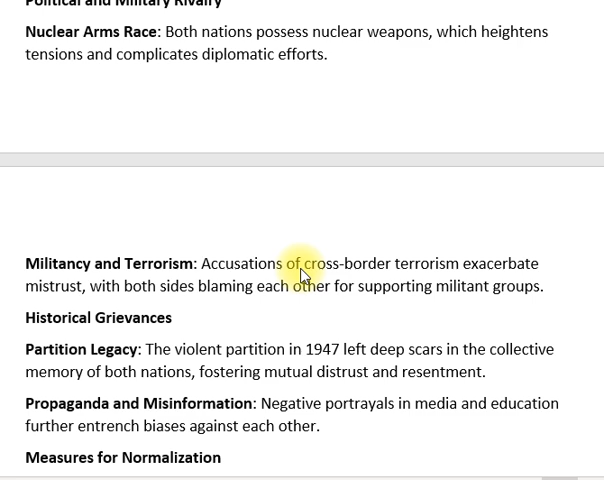 Political and Military Rivalry
Nuclear Arms Race: Both nations possess nuclear weapons, which heightens
tensions and complicates diplomatic efforts.
Militancy and Terrorism: Accusations of cross-border terrorism exacerbate
mistrust, with both sides blaming each other for supporting militant groups.
Historical Grievances
Partition Legacy: The violent partition in 1947 left deep scars in the collective
memory of both nations, fostering mutual distrust and resentment.
Propaganda and Misinformation: Negative portrayals in media and education
further entrench biases against each other.
Measures for Normalization